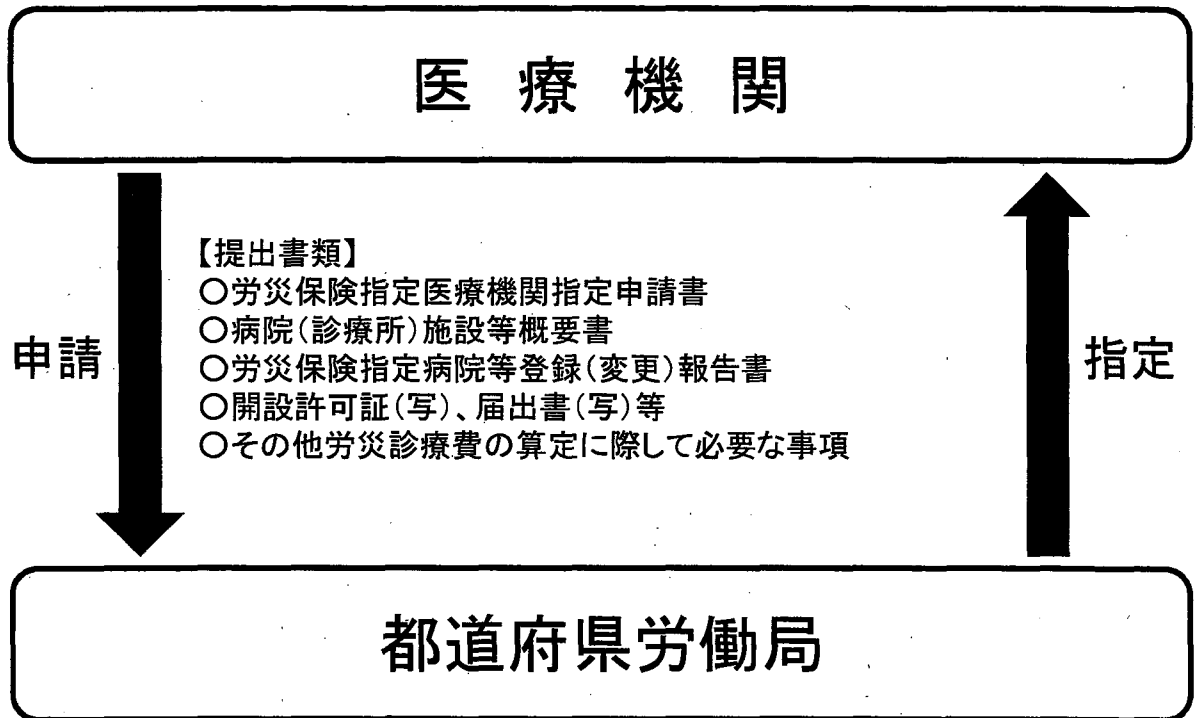 医療機関
【提出書類】
○労災保険指定医療機関指定申請書
○病院(診療所)施設等概要書
○労災保険指定病院等登録(変更)報告書
○開設許可証(写)、届出書(写)等
○その他労災診療費の算定に際して必要な事項
申請
指定
都道府県労働局